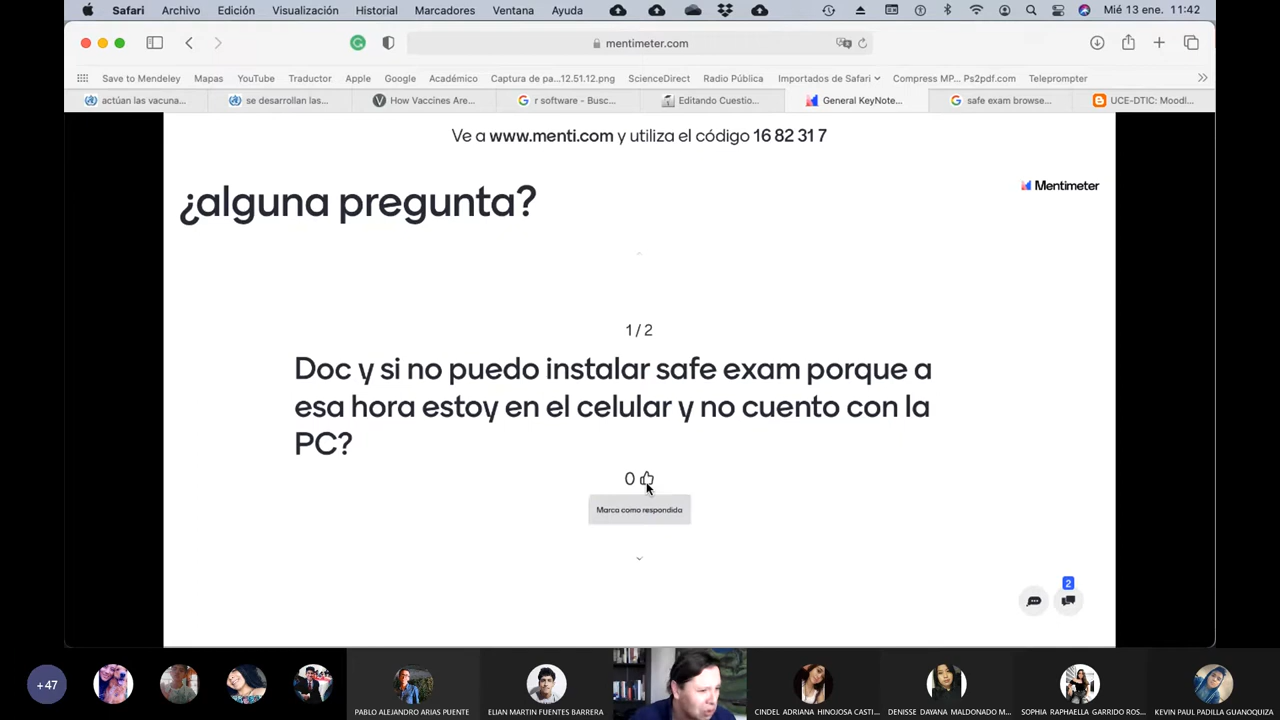 Safari Archivo Edición Visualización Historial Marcadores Ventana Ayuda Mié 13 ene. 11:42
mentimeter.com
Save to Mendeley Mapas YouTube Traductor Apple Google Académico Captura de pa...12.51.12.png ScienceDirect Radio Pública Importados de Safari Compress MP... Ps2pdf.com Teleprompter
actúan las vacuna... se desarrollan las... How Vaccines Are... r software - Busc... Editando Cuestio... General KeyNote... safe exam browse... UCE-DTIC: Moodl...
Ve a www.menti.com y utiliza el código 16 82 31 7
Mentimeter
¿alguna pregunta?
1 / 2
Doc y si no puedo instalar safe exam porque a
esa hora estoy en el celular y no cuento con la
PC?
0
Marca como respondida
2
+47
PABLO ALEJANDRO ARIAS PUENTE ELIAN MARTIN FUENTES BARRERA CINDEL ADRIANA HINOJOSA CASTI... DENISSE DAYANA MALDONADO M... SOPHIA RAPHAELLA GARRIDO ROS... KEVIN PAUL PADILLA GUANOQUIZA